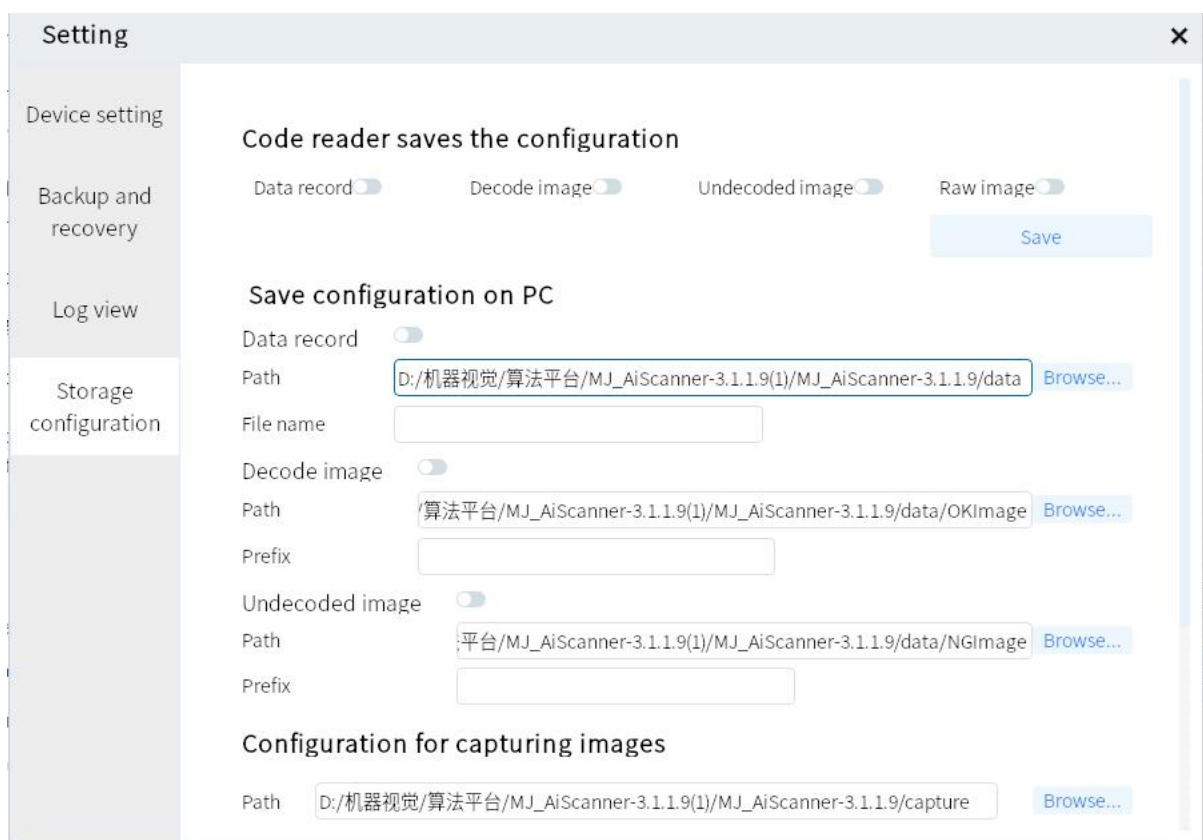 Setting
×
Device setting
Backup and
recovery
Log view
Storage
configuration
Code reader saves the configuration
Data record Decode image Undecoded image Raw image
Save
Save configuration on PC
Data record
Path D:/机器视觉/算法平台/MJ_AiScanner-3.1.1.9(1)/MJ_AiScanner-3.1.1.9/data Browse...
File name
Decode image
Path /算法平台/MJ_AiScanner-3.1.1.9(1)/MJ_AiScanner-3.1.1.9/data/OKImage Browse...
Prefix
Undecoded image
Path 平台/MJ_AiScanner-3.1.1.9(1)/MJ_AiScanner-3.1.1.9/data/NGImage Browse...
Prefix
Configuration for capturing images
Path D:/机器视觉/算法平台/MJ_AiScanner-3.1.1.9(1)/MJ_AiScanner-3.1.1.9/capture Browse...